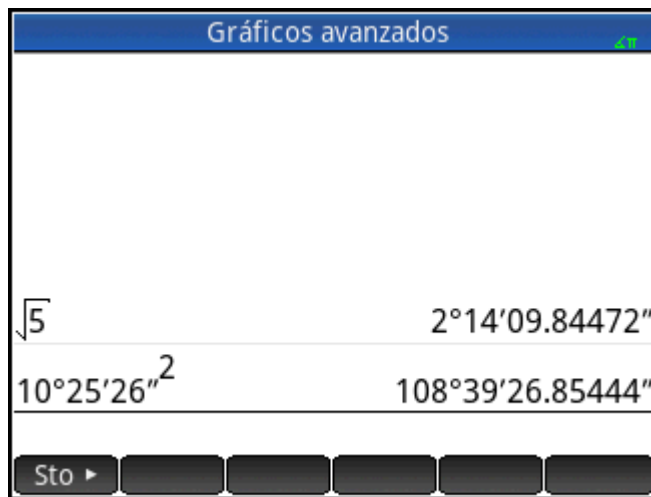 Gráficos avanzados
∡π
√5 2°14′09.84472″
10°25′26″² 108°39′26.85444″
Sto ▸